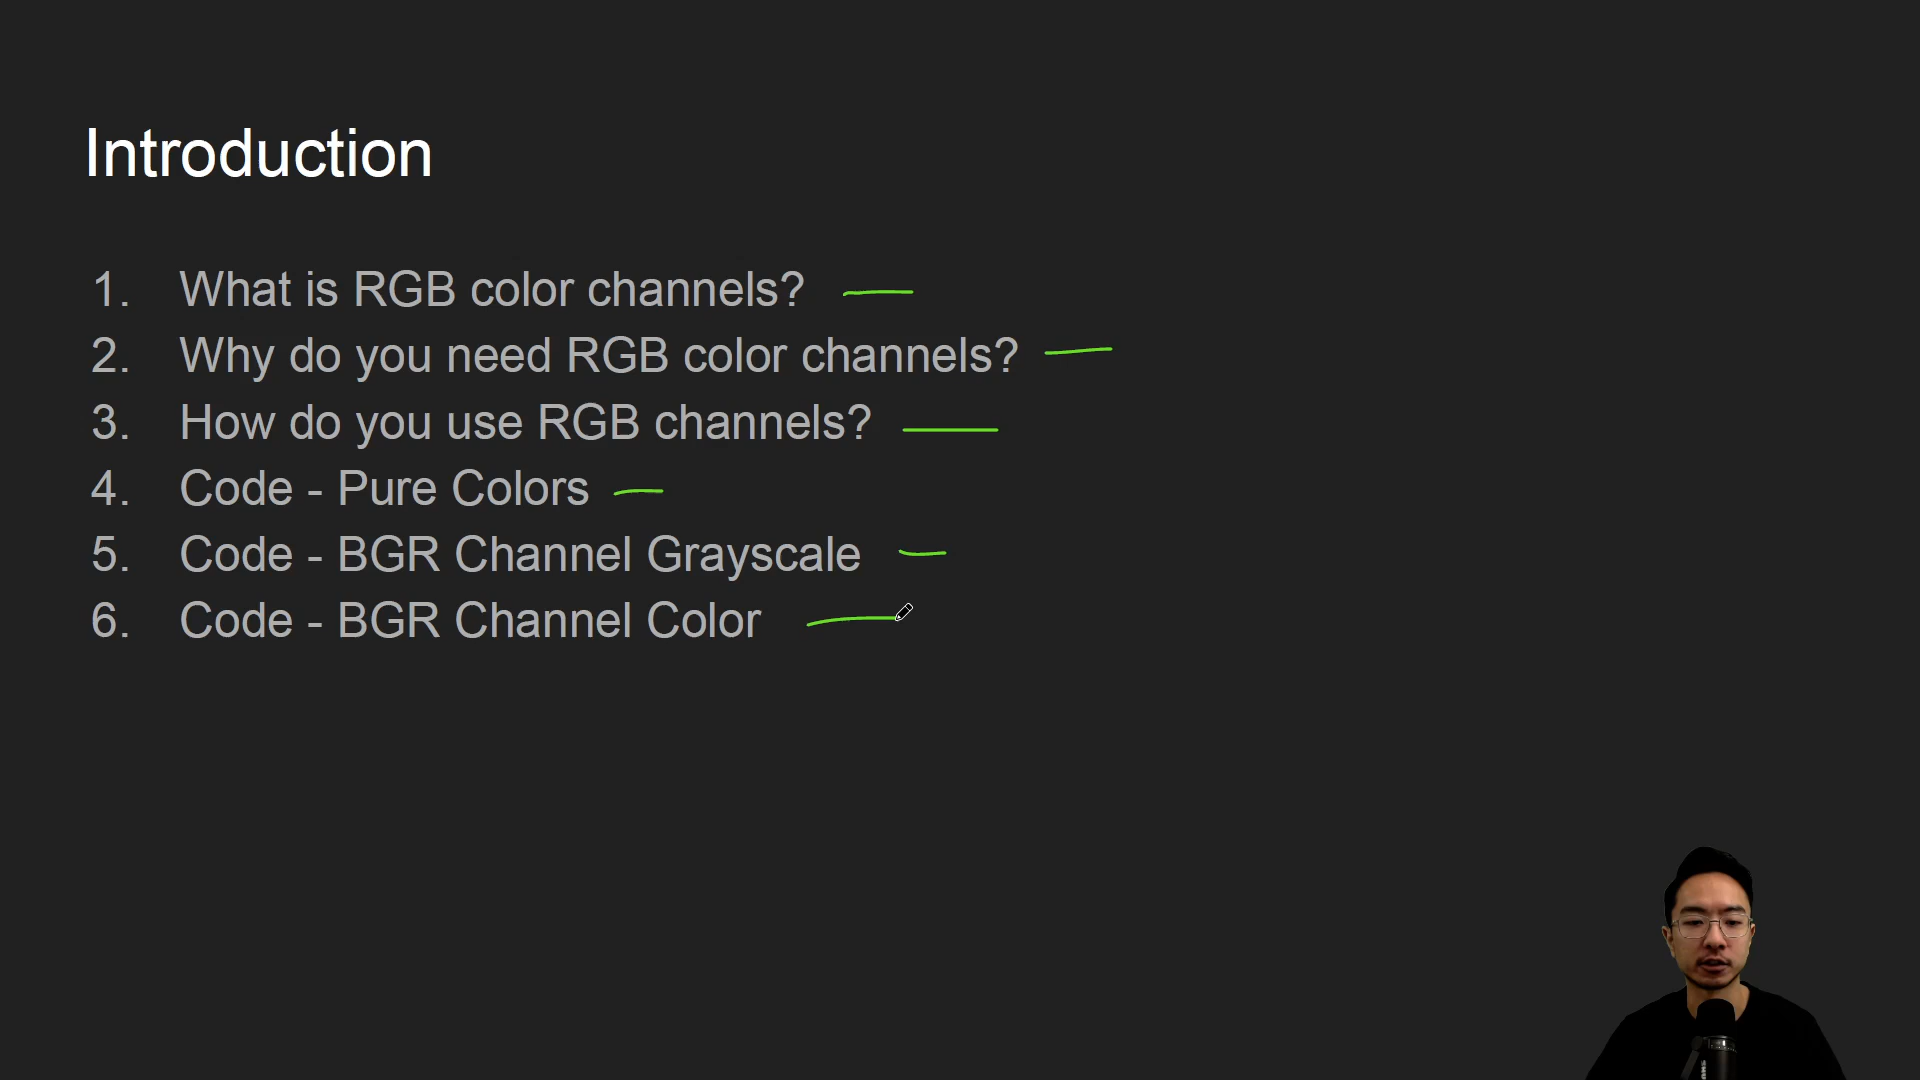 Introduction
1. What is RGB color channels?
2. Why do you need RGB color channels?
3. How do you use RGB channels?
4. Code - Pure Colors
5. Code - BGR Channel Grayscale
6. Code - BGR Channel Color